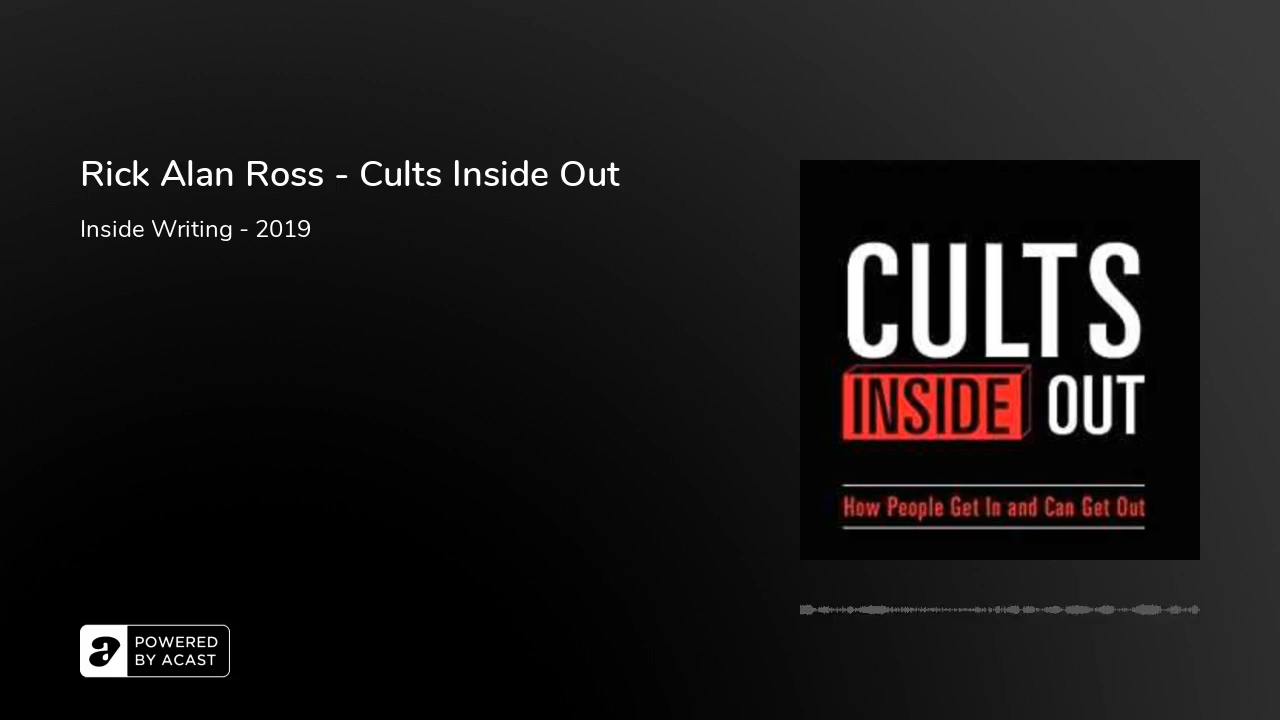 Rick Alan Ross - Cults Inside Out
Inside Writing - 2019
CULTS
INSIDE OUT
How People Get In and Can Get Out
POWERED
BY ACAST